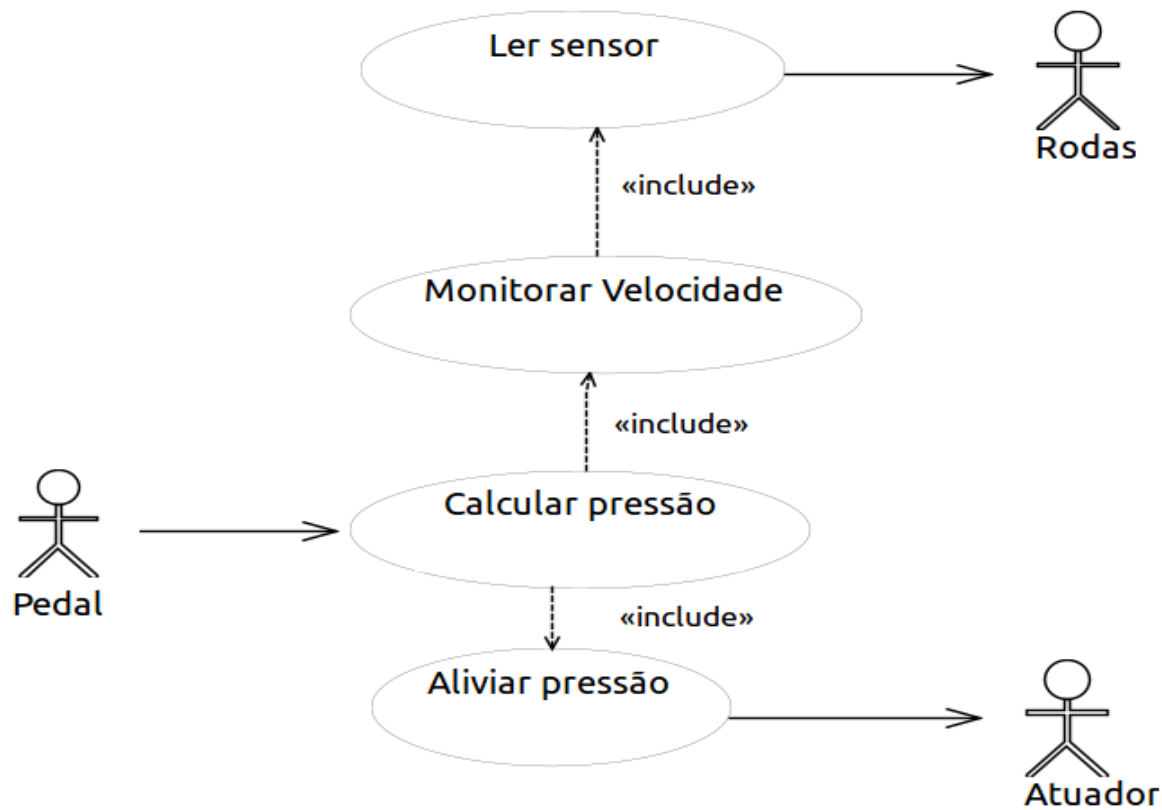 Ler sensor
Rodas
«include»
Monitorar Velocidade
«include»
Calcular pressão
Pedal
«include»
Aliviar pressão
Atuador